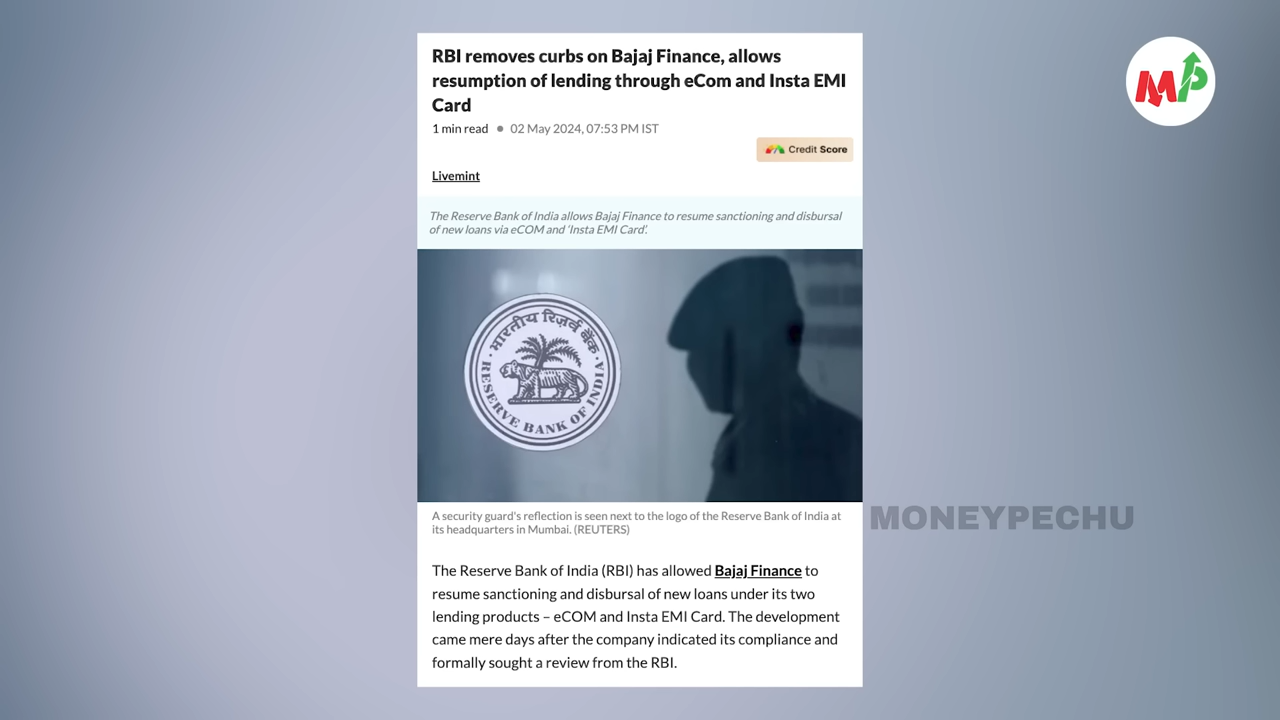 RBI removes curbs on Bajaj Finance, allows
resumption of lending through eCom and Insta EMI
Card
1 min read ● 02 May 2024, 07:53 PM IST
Credit Score
Livemint
The Reserve Bank of India allows Bajaj Finance to resume sanctioning and disbursal
of new loans via eCOM and 'Insta EMI Card'.
भारतीय रिज़र्व बैंक
RESERVE BANK OF INDIA
A security guard's reflection is seen next to the logo of the Reserve Bank of India at
its headquarters in Mumbai. (REUTERS)
The Reserve Bank of India (RBI) has allowed Bajaj Finance to
resume sanctioning and disbursal of new loans under its two
lending products – eCOM and Insta EMI Card. The development
came mere days after the company indicated its compliance and
formally sought a review from the RBI.
MP
MONEYPECHU